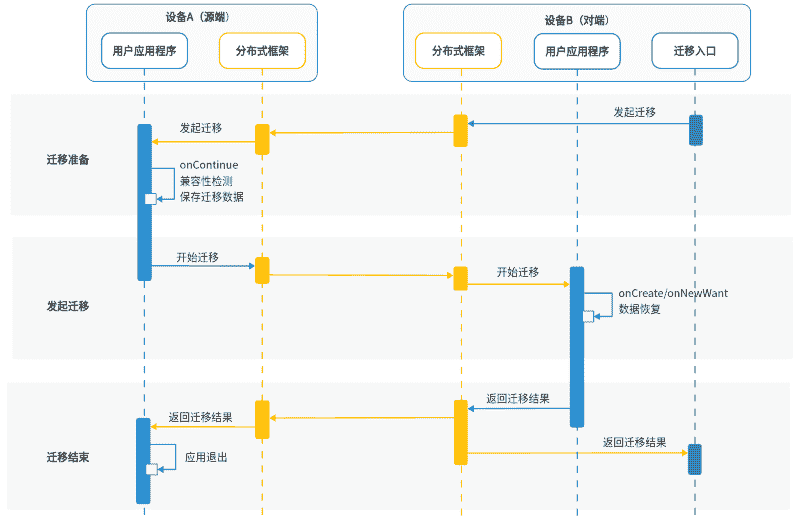 设备A（源端）
设备B（对端）
用户应用程序
分布式框架
分布式框架
用户应用程序
迁移入口
发起迁移
发起迁移
迁移准备
onContinue
兼容性检测
保存迁移数据
开始迁移
开始迁移
发起迁移
onCreate/onNewWant
数据恢复
返回迁移结果
返回迁移结果
返回迁移结果
迁移结束
应用退出